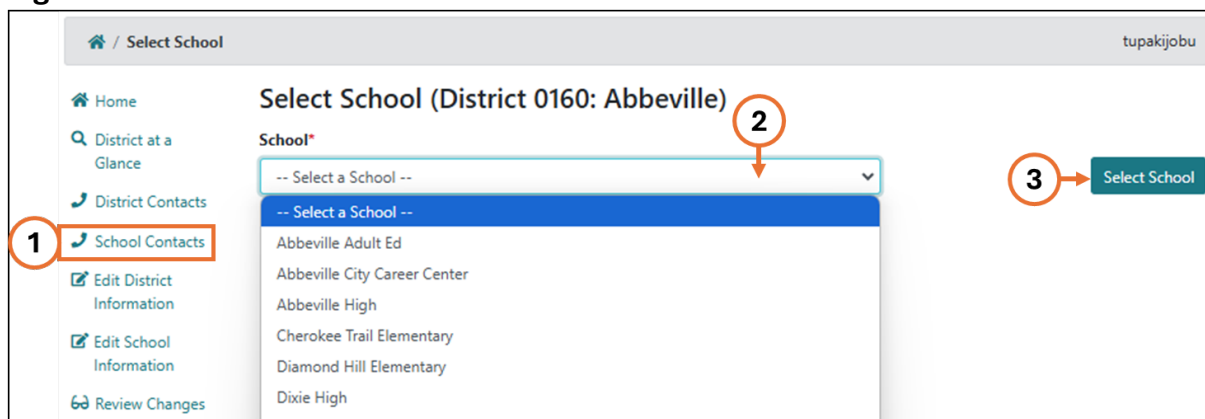 / Select School
tupakijobu
Home
District at a
Glance
District Contacts
1
School Contacts
Edit District
Information
Edit School
Information
Review Changes
Select School (District 0160: Abbeville)
School*
2
-- Select a School --
3
Select School
-- Select a School --
Abbeville Adult Ed
Abbeville City Career Center
Abbeville High
Cherokee Trail Elementary
Diamond Hill Elementary
Dixie High